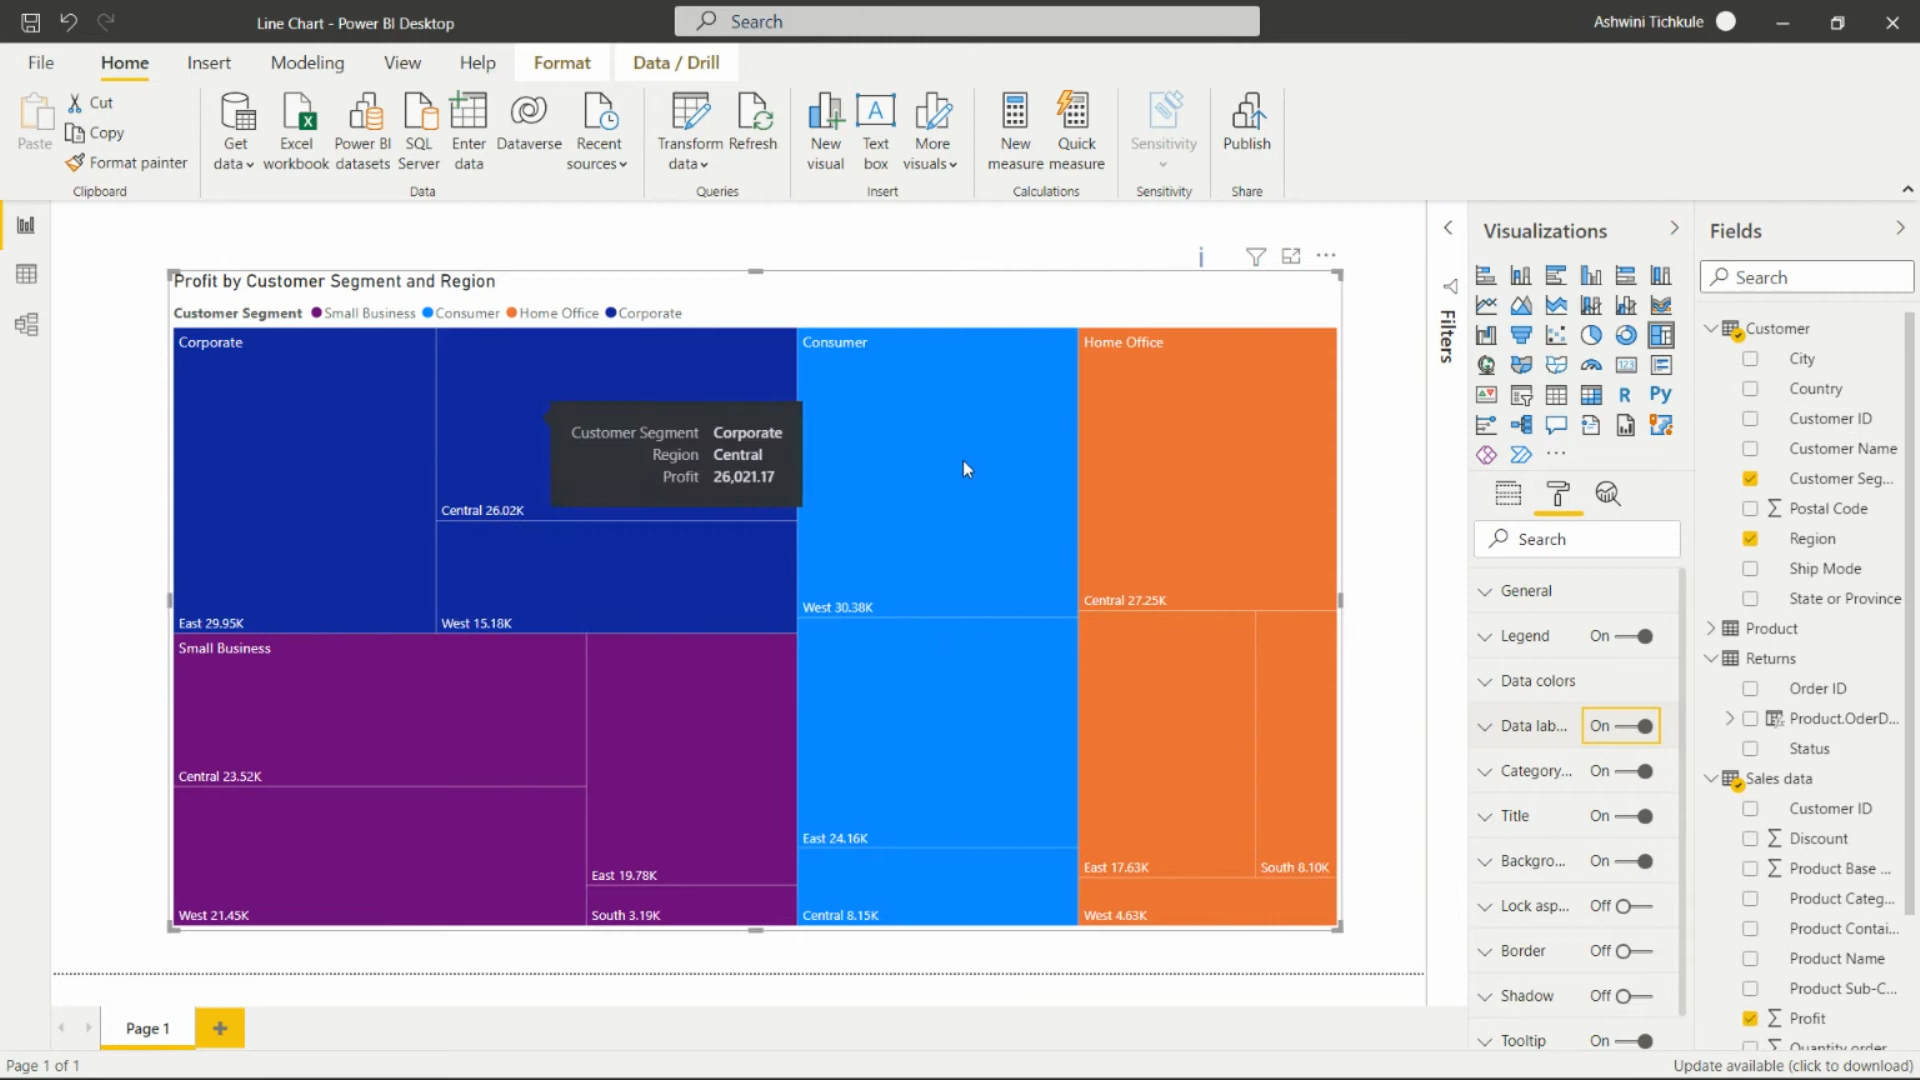 Line Chart - Power BI Desktop
Search
Ashwini Tichkule
File
Home
Insert
Modeling
View
Help
Format
Data / Drill
Paste
Cut
Copy
Format painter
Clipboard
Get data
Excel workbook
Power BI datasets
SQL Server
Enter data
Dataverse
Recent sources
Data
Transform data
Refresh
Queries
New visual
A
Text box
More visuals
Insert
New measure
Quick measure
Calculations
Sensitivity
Sensitivity
Publish
Share
Profit by Customer Segment and Region
Customer Segment Small Business Consumer Home Office Corporate
Corporate
East 29.95K
Central 26.02K
West 15.18K
Customer Segment Corporate
Region Central
Profit 26,021.17
Small Business
Central 23.52K
West 21.45K
East 19.78K
South 3.19K
Consumer
West 30.38K
East 24.16K
Central 8.15K
Home Office
Central 27.25K
East 17.63K
South 8.10K
West 4.63K
Filters
Visualizations
123
R
Py
Search
General
Legend On
Data colors
Data lab... On
Category... On
Title On
Backgro... On
Lock asp... Off
Border Off
Shadow Off
Tooltip On
Fields
Search
Customer
City
Country
Customer ID
Customer Name
Customer Seg...
Σ Postal Code
Region
Ship Mode
State or Province
Product
Returns
Order ID
Product.OderD...
Status
Sales data
Customer ID
Σ Discount
Σ Product Base ...
Product Categ...
Product Contai...
Product Name
Product Sub-C...
Σ Profit
Σ Quantity order
Page 1
Page 1 of 1
Update available (click to download)